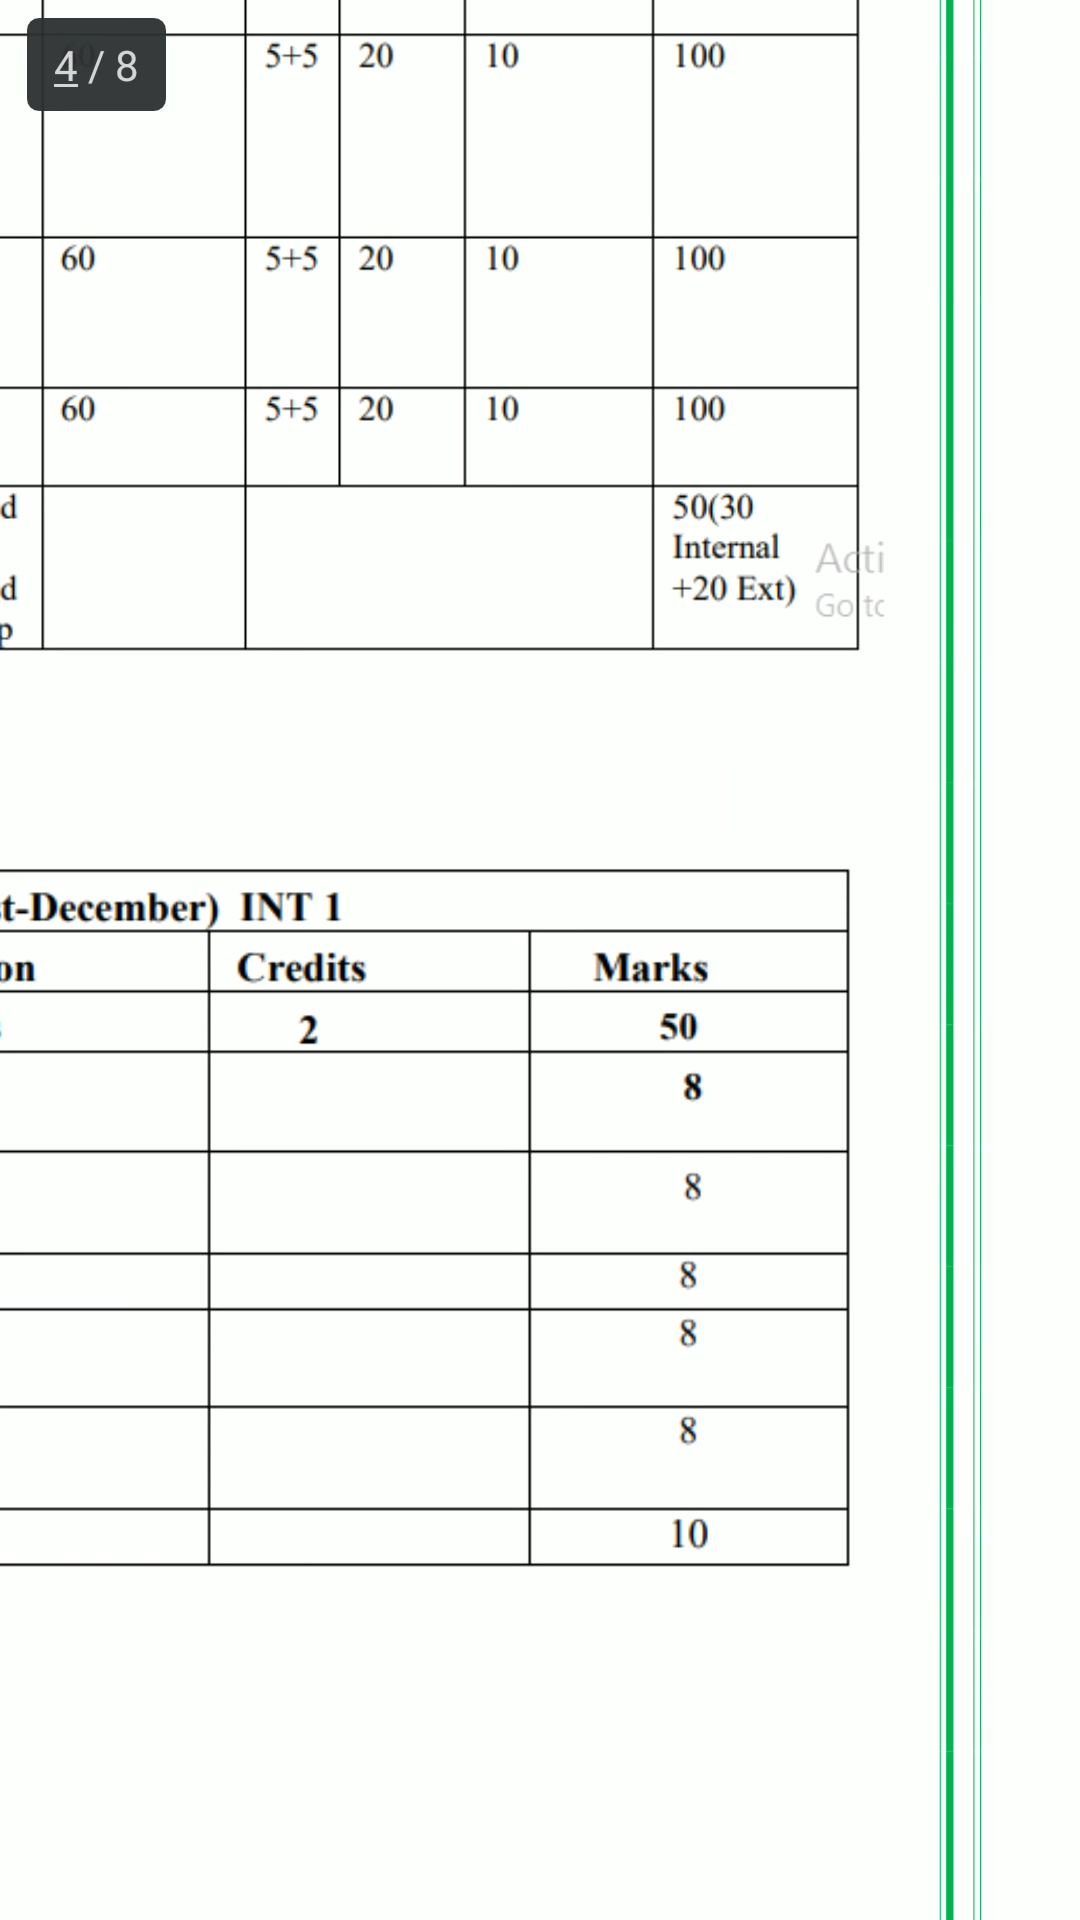 4 / 8
5+5 20 10 100
60 5+5 20 10 100
60 5+5 20 10 100
d 50(30
Internal
d +20 Ext)
p
Acti
Go to
t-December) INT 1
on Credits Marks
2 50
8
8
8
8
8
10